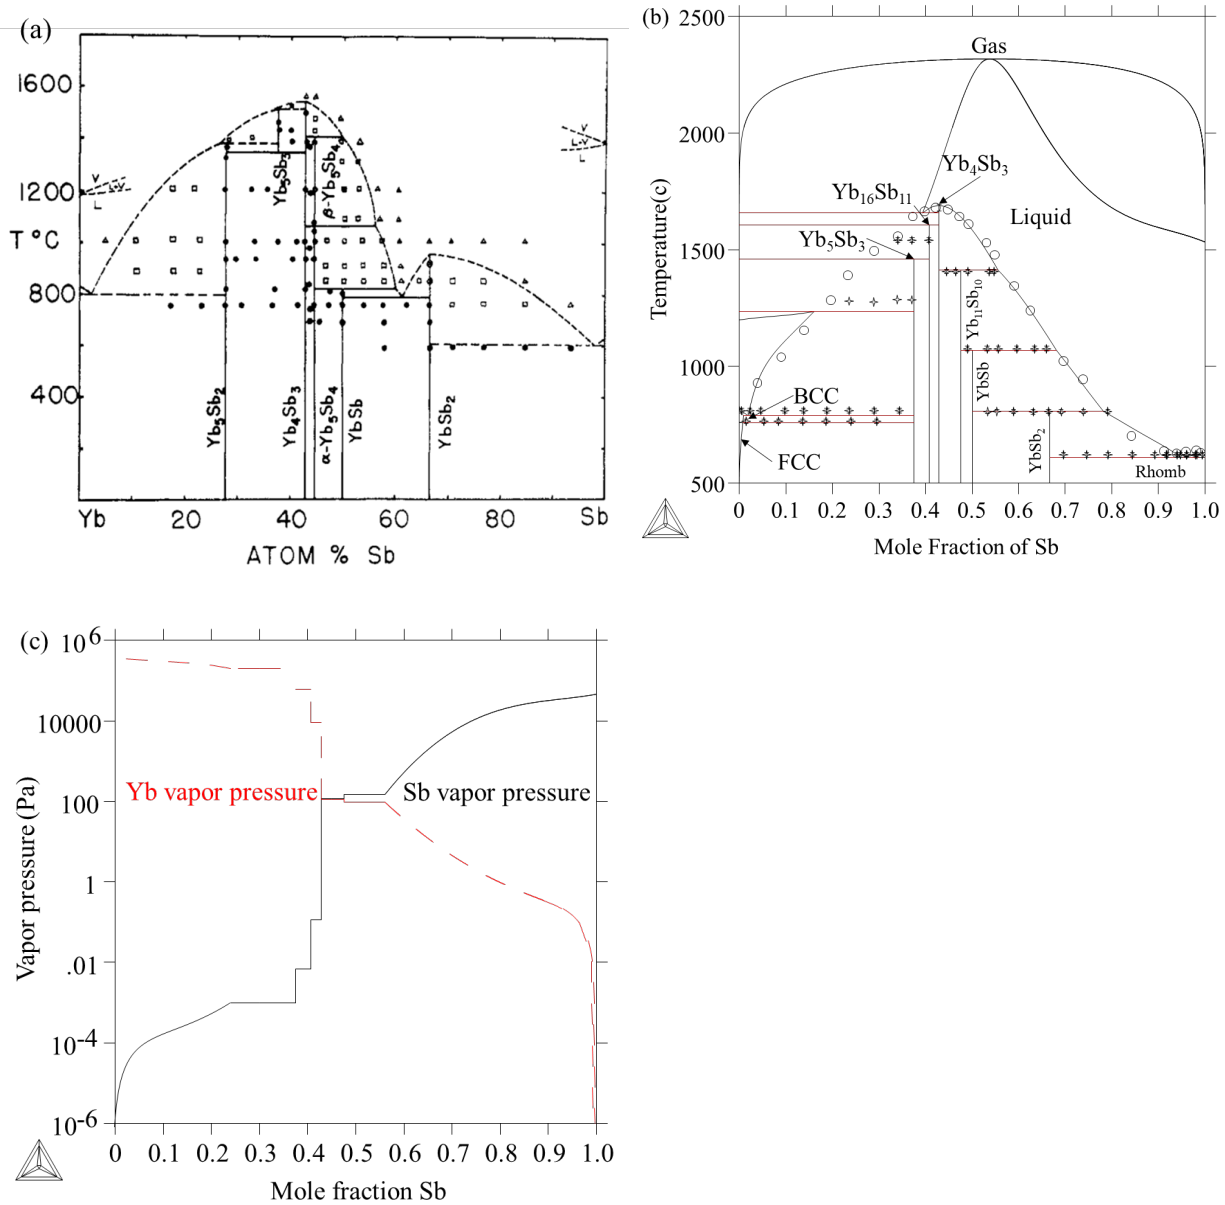 (a)
1600
1200
T°C
800
400
V
L-V
L
V
L-V
L
Yb5Sb3
β-Yb5Sb4
Yb5Sb2
Yb4Sb3
α-Yb5Sb4
YbSb
YbSb2
Yb 20 40 60 80 Sb
ATOM % Sb
(b)
2500
2000
1500
1000
500
Temperature(c)
Gas
Yb4Sb3
Yb16Sb11
Liquid
Yb5Sb3
Yb11Sb10
YbSb
BCC
YbSb2
FCC
Rhomb
0 0.1 0.2 0.3 0.4 0.5 0.6 0.7 0.8 0.9 1.0
Mole Fraction of Sb
(c)
10^6
10000
100
1
.01
10^-4
10^-6
Vapor pressure (Pa)
Yb vapor pressure
Sb vapor pressure
0 0.1 0.2 0.3 0.4 0.5 0.6 0.7 0.8 0.9 1.0
Mole fraction Sb